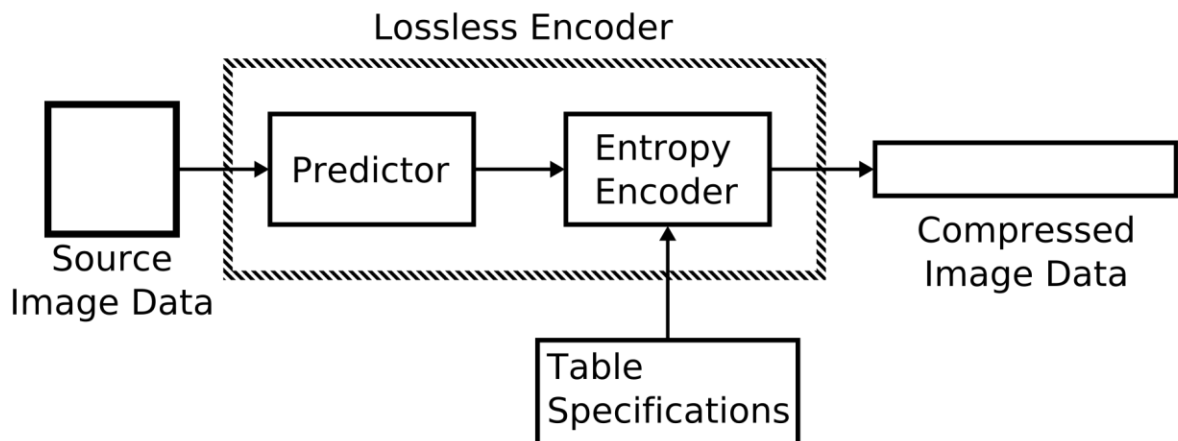 Lossless Encoder
Predictor
Entropy
Encoder
Source
Image Data
Compressed
Image Data
Table
Specifications